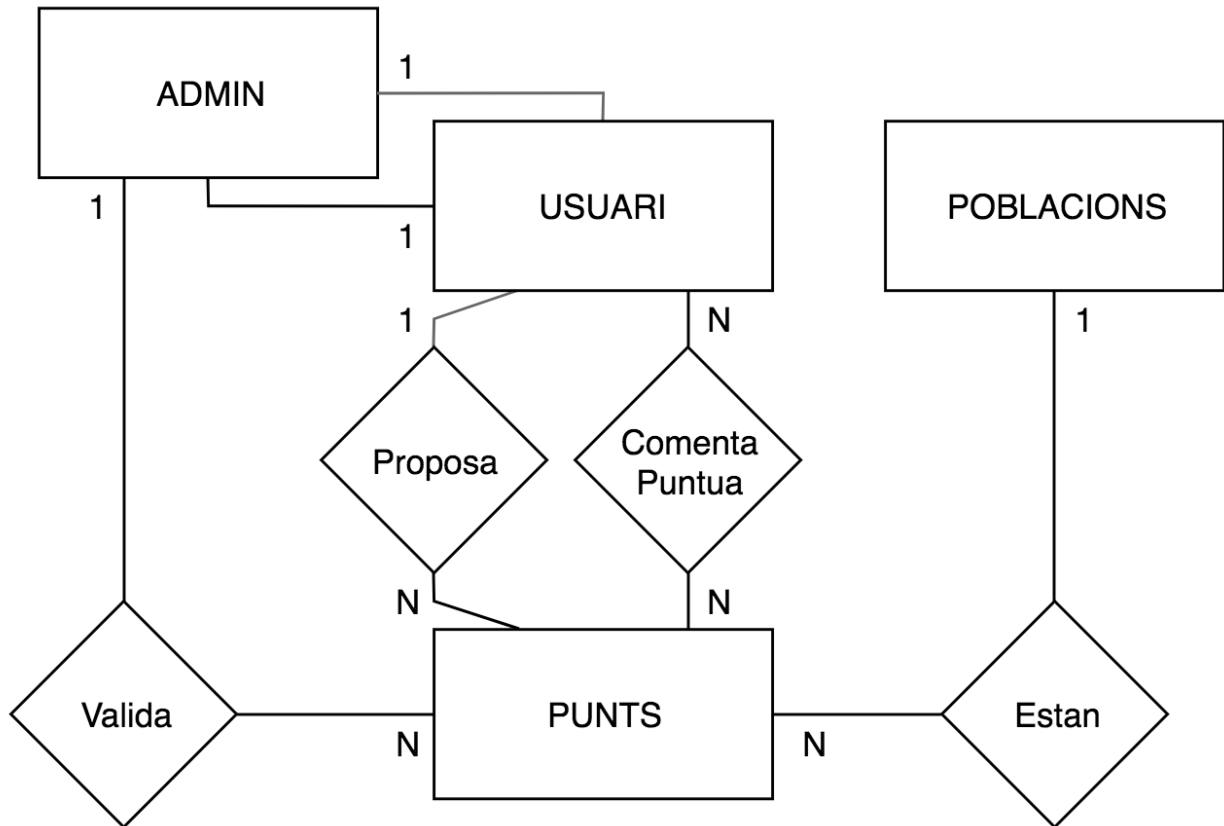 ADMIN
1
USUARI
POBLACIONS
1
1
1
N
1
Proposa
Comenta
Puntua
N
N
Valida
N
PUNTS
N
Estan